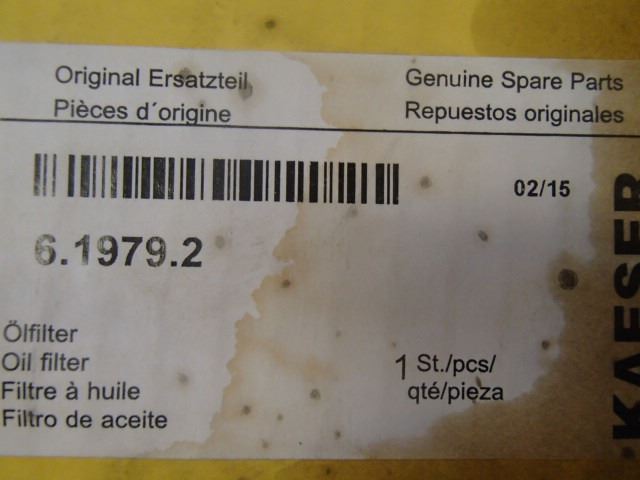 Original Ersatzteil
Pièces d´origine
Genuine Spare Parts
Repuestos originales
02/15
6.1979.2
KAESER
Ölfilter
Oil filter
Filtre à huile
Filtro de aceite
1 St./pcs/
qté/pieza